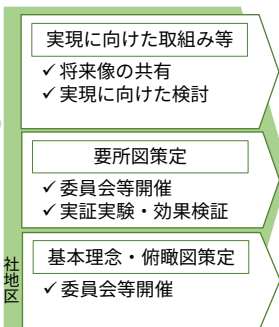 実現に向けた取組み等
✓ 将来像の共有
✓ 実現に向けた検討
要所図策定
✓ 委員会等開催
✓ 実証実験・効果検証
基本理念・俯瞰図策定
✓ 委員会等開催
社地区